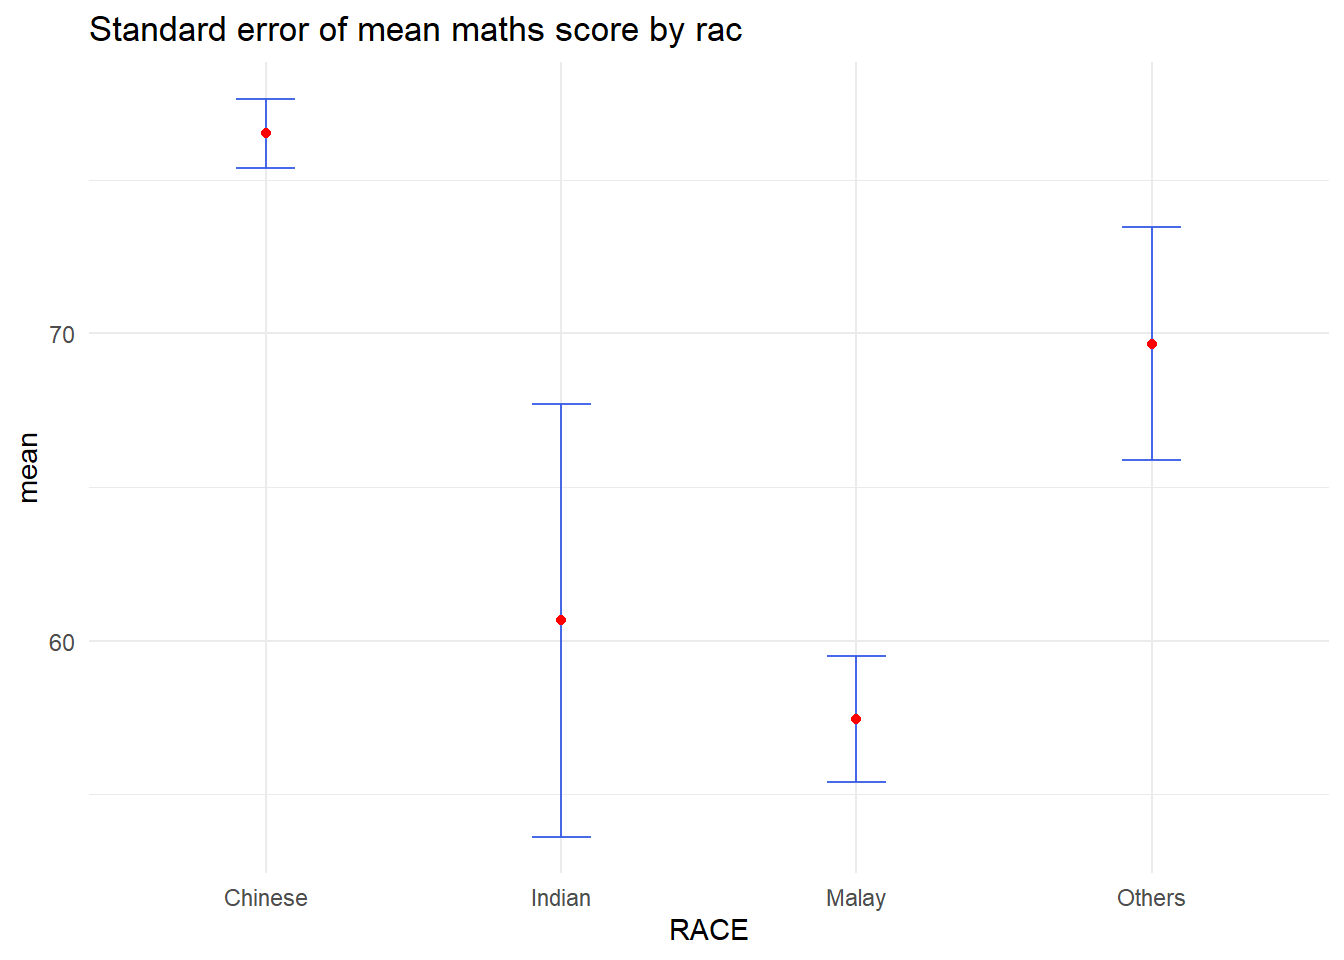 Standard error of mean maths score by rac
mean
70
60
Chinese Indian Malay Others
RACE